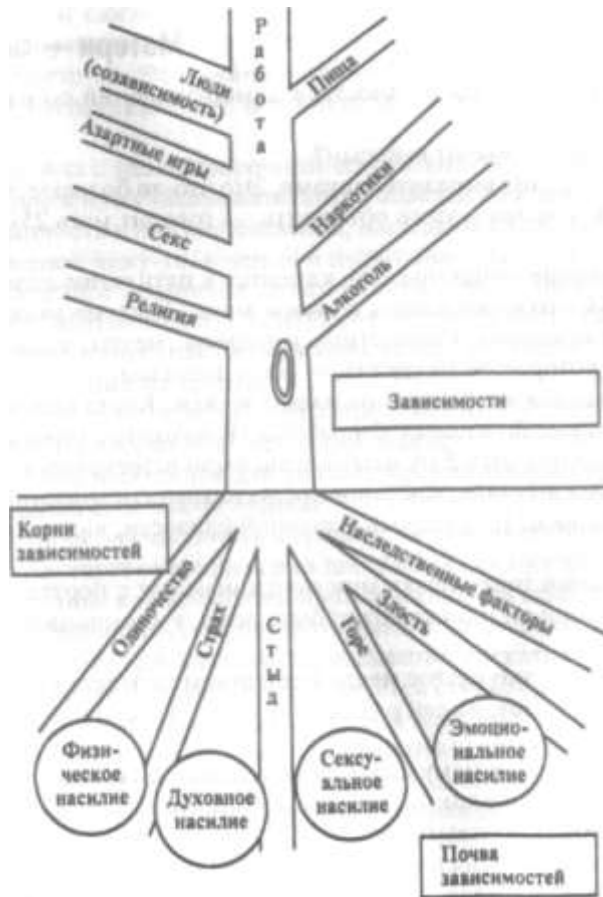 Работа
Люди
(созависимость)
Пища
Азартные игры
Наркотики
Секс
Алкоголь
Религия
Зависимости
Корни
зависимостей
Наследственные факторы
Одиночество
Страх
Стыд
Горе
Злость
Физи-
ческое
насилие
Духовное
насилие
Сексу-
альное
насилие
Эмоцио-
нальное
насилие
Почва
зависимостей